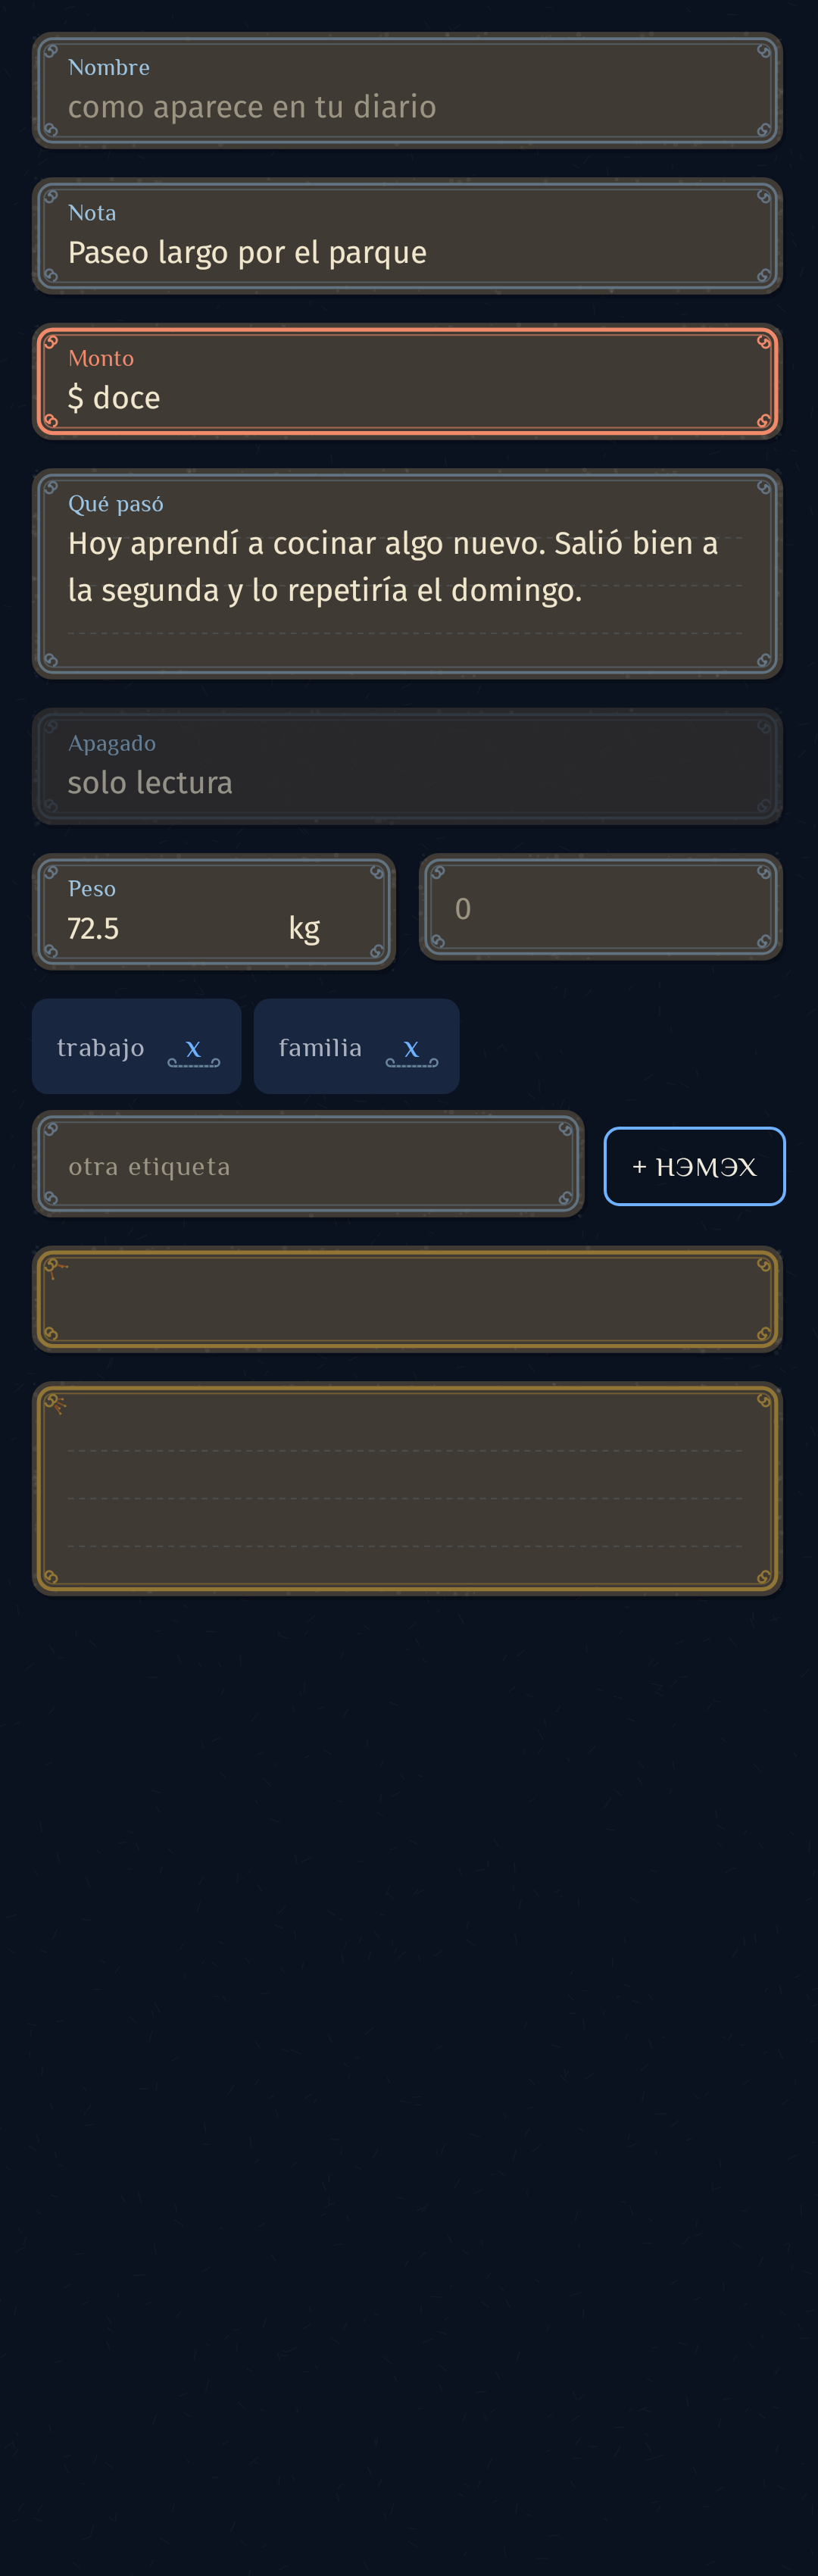 Nombre
como aparece en tu diario
Nota
Paseo largo por el parque
Monto
$ doce
Qué pasó
Hoy aprendí a cocinar algo nuevo. Salió bien a
la segunda y lo repetiría el domingo.
Apagado
solo lectura
Peso
72.5 kg
0
trabajo x familia x
otra etiqueta
+ НЭМЭХ